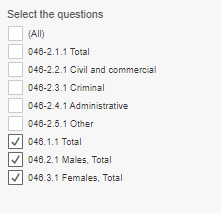 Select the questions
(All)
046-2.1.1 Total
046-2.2.1 Civil and commercial
046-2.3.1 Criminal
046-2.4.1 Administrative
046-2.5.1 Other
046.1.1 Total
046.2.1 Males, Total
046.3.1 Females, Total